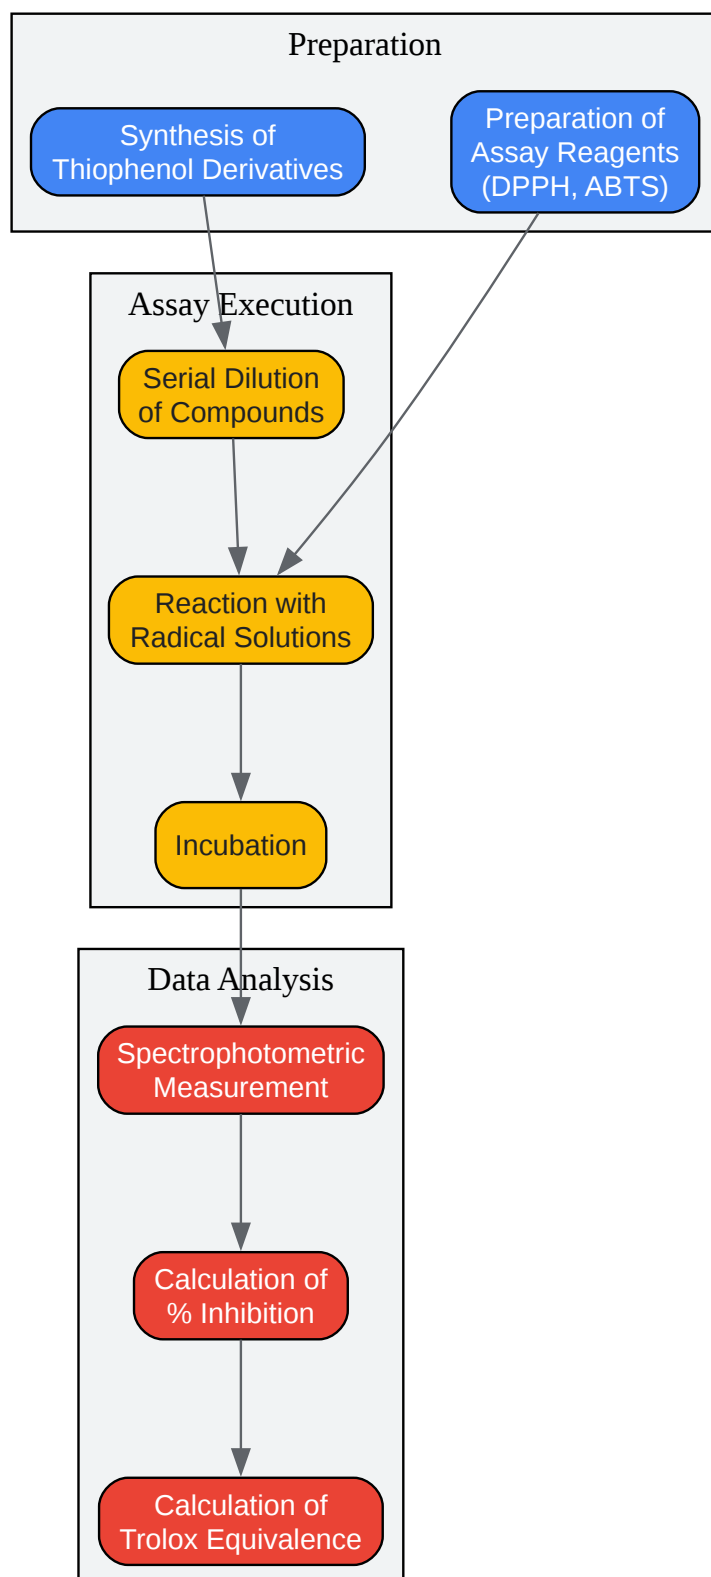 Preparation
Synthesis of
Thiophenol Derivatives
Preparation of
Assay Reagents
(DPPH, ABTS)
Assay Execution
Serial Dilution
of Compounds
Reaction with
Radical Solutions
Incubation
Data Analysis
Spectrophotometric
Measurement
Calculation of
% Inhibition
Calculation of
Trolox Equivalence